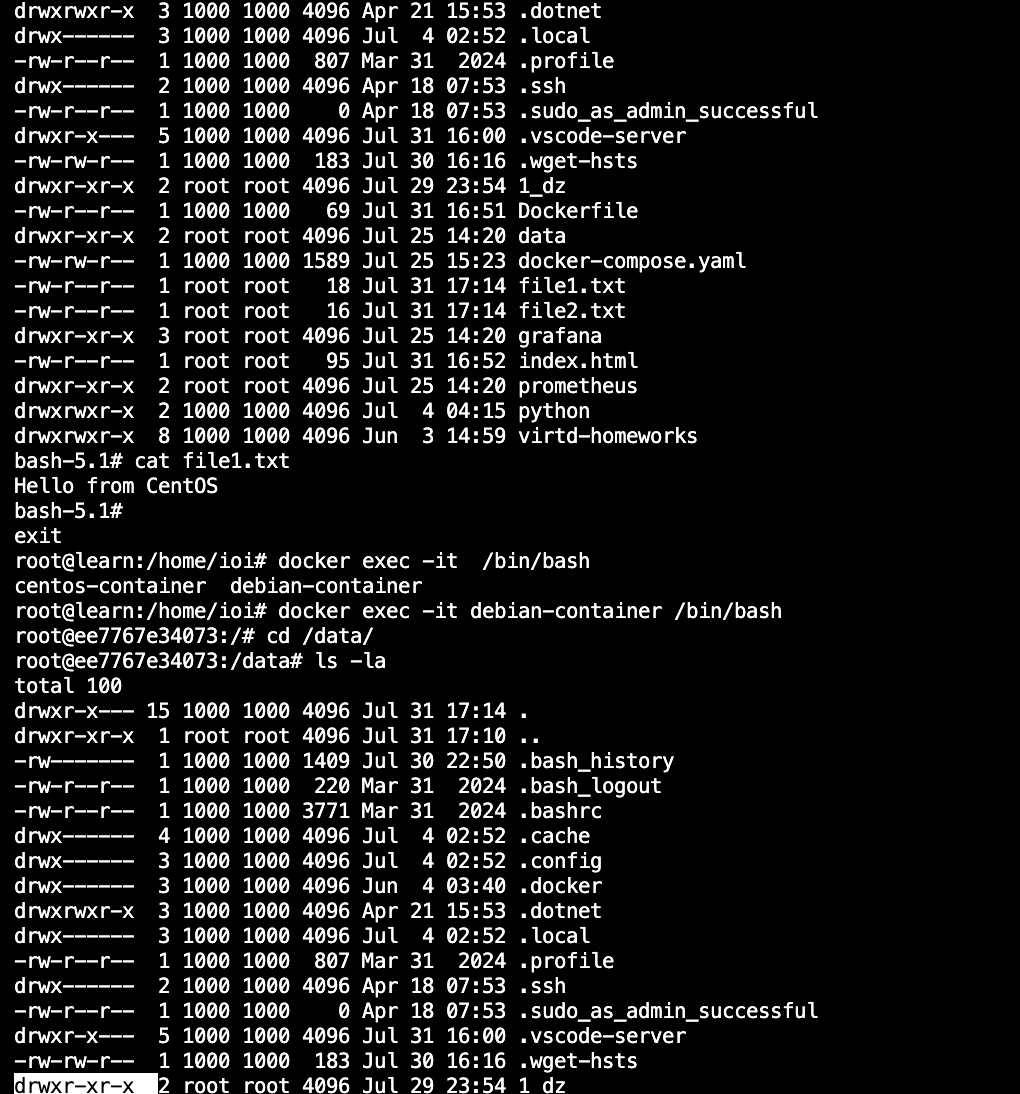 drwxrwxr-x  3 1000 1000 4096 Apr 21 15:53 .dotnet
drwx------  3 1000 1000 4096 Jul  4 02:52 .local
-rw-r--r--  1 1000 1000  807 Mar 31  2024 .profile
drwx------  2 1000 1000 4096 Apr 18 07:53 .ssh
-rw-r--r--  1 1000 1000    0 Apr 18 07:53 .sudo_as_admin_successful
drwxr-x---  5 1000 1000 4096 Jul 31 16:00 .vscode-server
-rw-rw-r--  1 1000 1000  183 Jul 30 16:16 .wget-hsts
drwxr-xr-x  2 root root 4096 Jul 29 23:54 1_dz
-rw-r--r--  1 1000 1000   69 Jul 31 16:51 Dockerfile
drwxr-xr-x  2 root root 4096 Jul 25 14:20 data
-rw-rw-r--  1 1000 1000 1589 Jul 25 15:23 docker-compose.yaml
-rw-r--r--  1 root root   18 Jul 31 17:14 file1.txt
-rw-r--r--  1 root root   16 Jul 31 17:14 file2.txt
drwxr-xr-x  3 root root 4096 Jul 25 14:20 grafana
-rw-r--r--  1 root root   95 Jul 31 16:52 index.html
drwxr-xr-x  2 root root 4096 Jul 25 14:20 prometheus
drwxrwxr-x  2 1000 1000 4096 Jul  4 04:15 python
drwxrwxr-x  8 1000 1000 4096 Jun  3 14:59 virtd-homeworks
bash-5.1# cat file1.txt
Hello from CentOS
bash-5.1#
exit
root@learn:/home/ioi# docker exec -it  /bin/bash
centos-container  debian-container
root@learn:/home/ioi# docker exec -it debian-container /bin/bash
root@ee7767e34073:/# cd /data/
root@ee7767e34073:/data# ls -la
total 100
drwxr-x--- 15 1000 1000 4096 Jul 31 17:14 .
drwxr-xr-x  1 root root 4096 Jul 31 17:10 ..
-rw-------  1 1000 1000 1409 Jul 30 22:50 .bash_history
-rw-r--r--  1 1000 1000  220 Mar 31  2024 .bash_logout
-rw-r--r--  1 1000 1000 3771 Mar 31  2024 .bashrc
drwx------  4 1000 1000 4096 Jul  4 02:52 .cache
drwx------  3 1000 1000 4096 Jul  4 02:52 .config
drwx------  3 1000 1000 4096 Jun  4 03:40 .docker
drwxrwxr-x  3 1000 1000 4096 Apr 21 15:53 .dotnet
drwx------  3 1000 1000 4096 Jul  4 02:52 .local
-rw-r--r--  1 1000 1000  807 Mar 31  2024 .profile
drwx------  2 1000 1000 4096 Apr 18 07:53 .ssh
-rw-r--r--  1 1000 1000    0 Apr 18 07:53 .sudo_as_admin_successful
drwxr-x---  5 1000 1000 4096 Jul 31 16:00 .vscode-server
-rw-rw-r--  1 1000 1000  183 Jul 30 16:16 .wget-hsts
drwxr-xr-x  2 root root 4096 Jul 29 23:54 1_dz